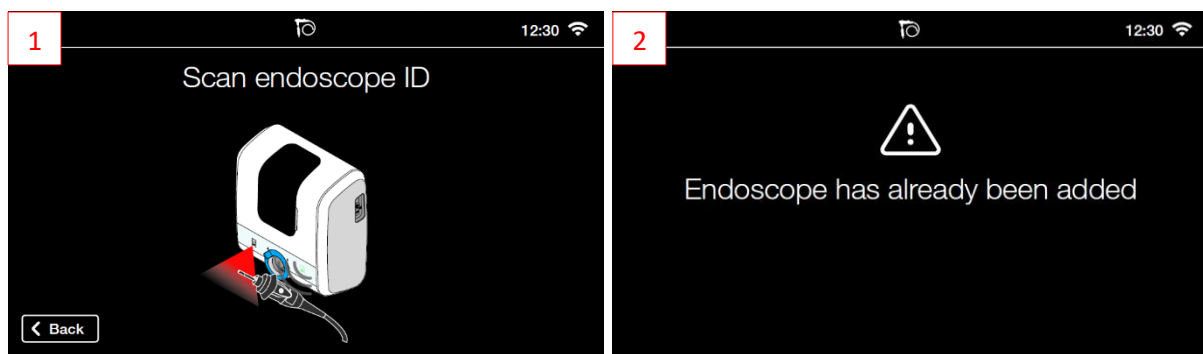 1
12:30
Scan endoscope ID
Back
2
12:30
Endoscope has already been added